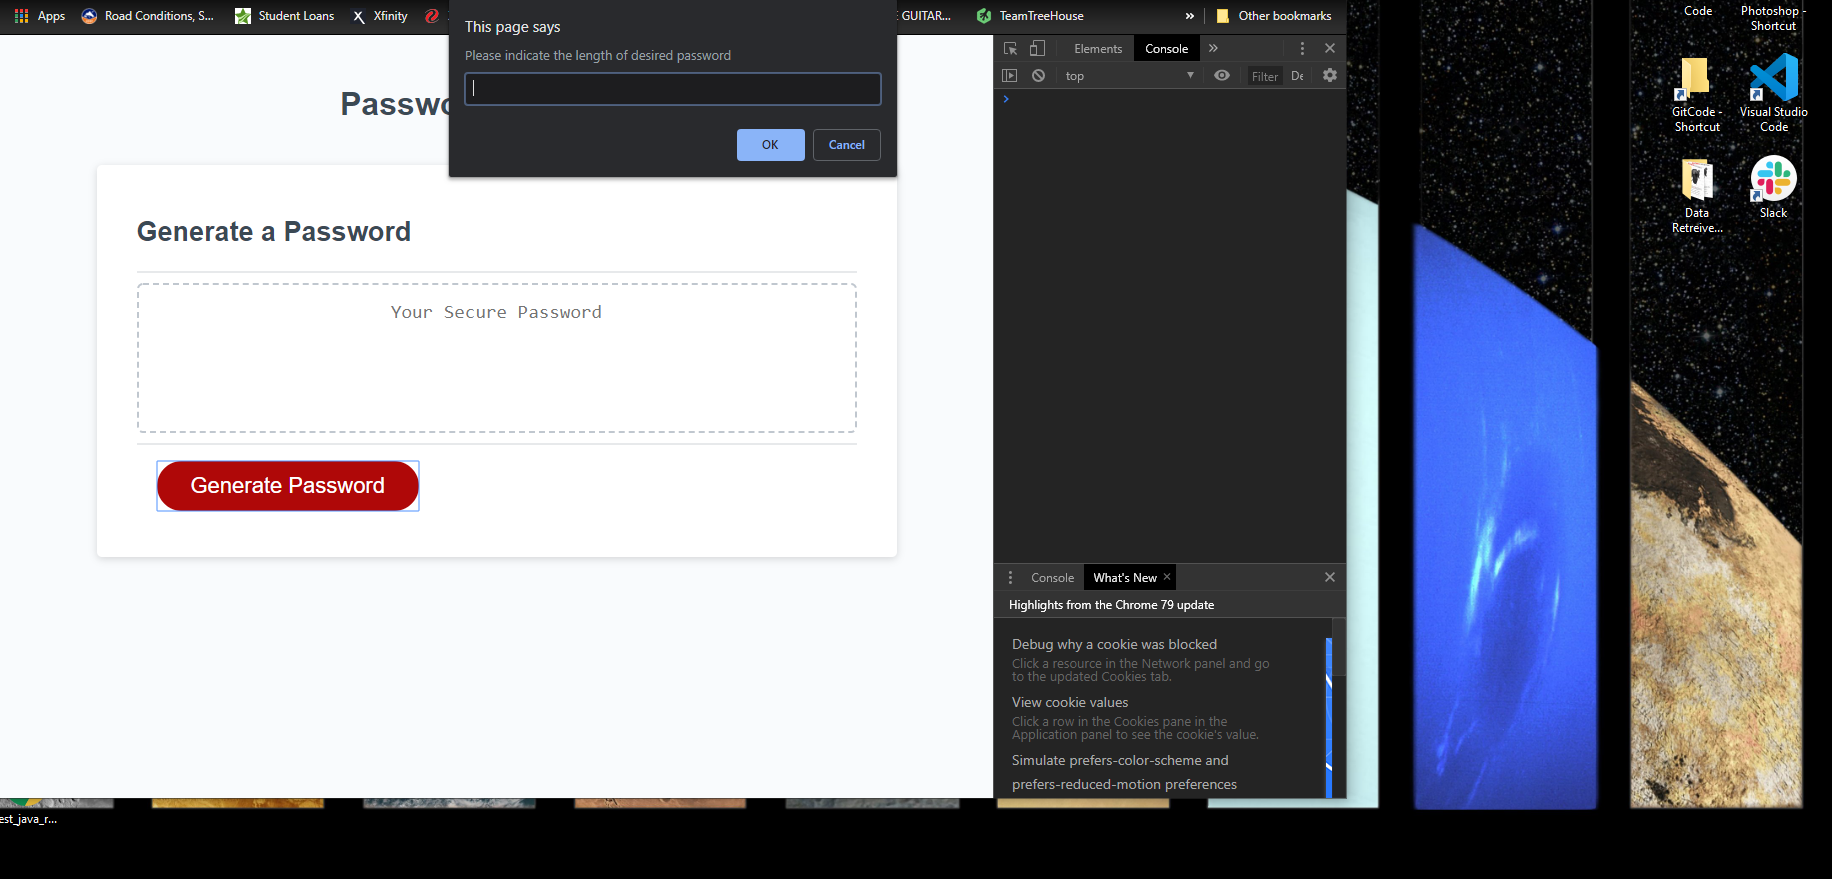 Apps
Road Conditions, S...
Student Loans
Xfinity
GUITAR...
TeamTreeHouse
»
Other bookmarks
This page says
Please indicate the length of desired password
OK
Cancel
Passwo
Generate a Password
Your Secure Password
Generate Password
Elements
Console
»
top
Filter
De
Console
What's New
Highlights from the Chrome 79 update
Debug why a cookie was blocked
Click a resource in the Network panel and go
to the updated Cookies tab.
View cookie values
Click a row in the Cookies pane in the
Application panel to see the cookie's value.
Simulate prefers-color-scheme and
prefers-reduced-motion preferences
Code
Photoshop -
Shortcut
GitCode -
Shortcut
Visual Studio
Code
Data
Retreive...
Slack
est_java_r...